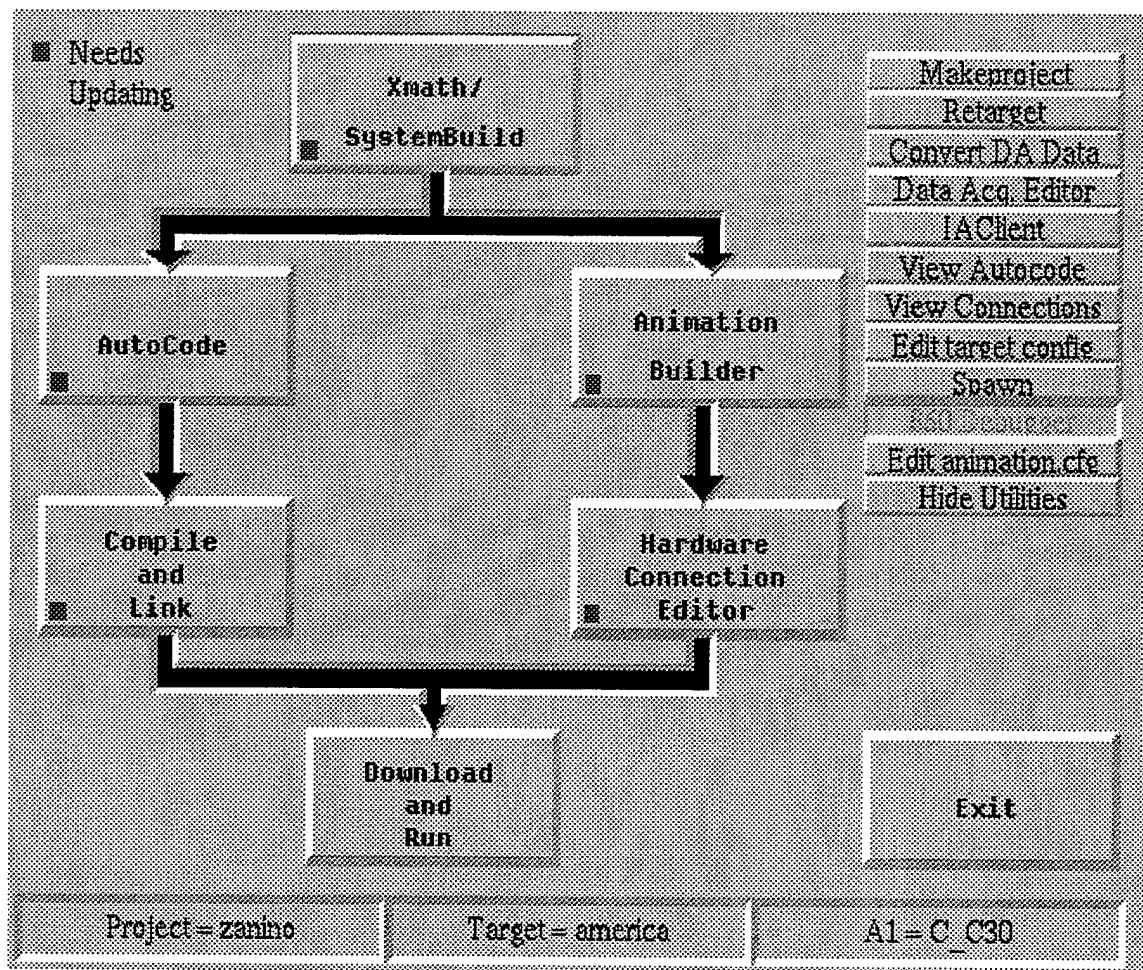 Needs
Updating
Xmath/
SystemBuild
AutoCode
Animation
Builder
Compile
and
Link
Hardware
Connection
Editor
Download
and
Run
Makeproject
Retarget
Convert DA Data
Data Acq. Editor
IAClient
View Autocode
View Connections
Edit target config
Spawn
Debugger
Edit animation.cfg
Hide Utilities
Exit
Project = zanino
Target = america
A1 = C_C30